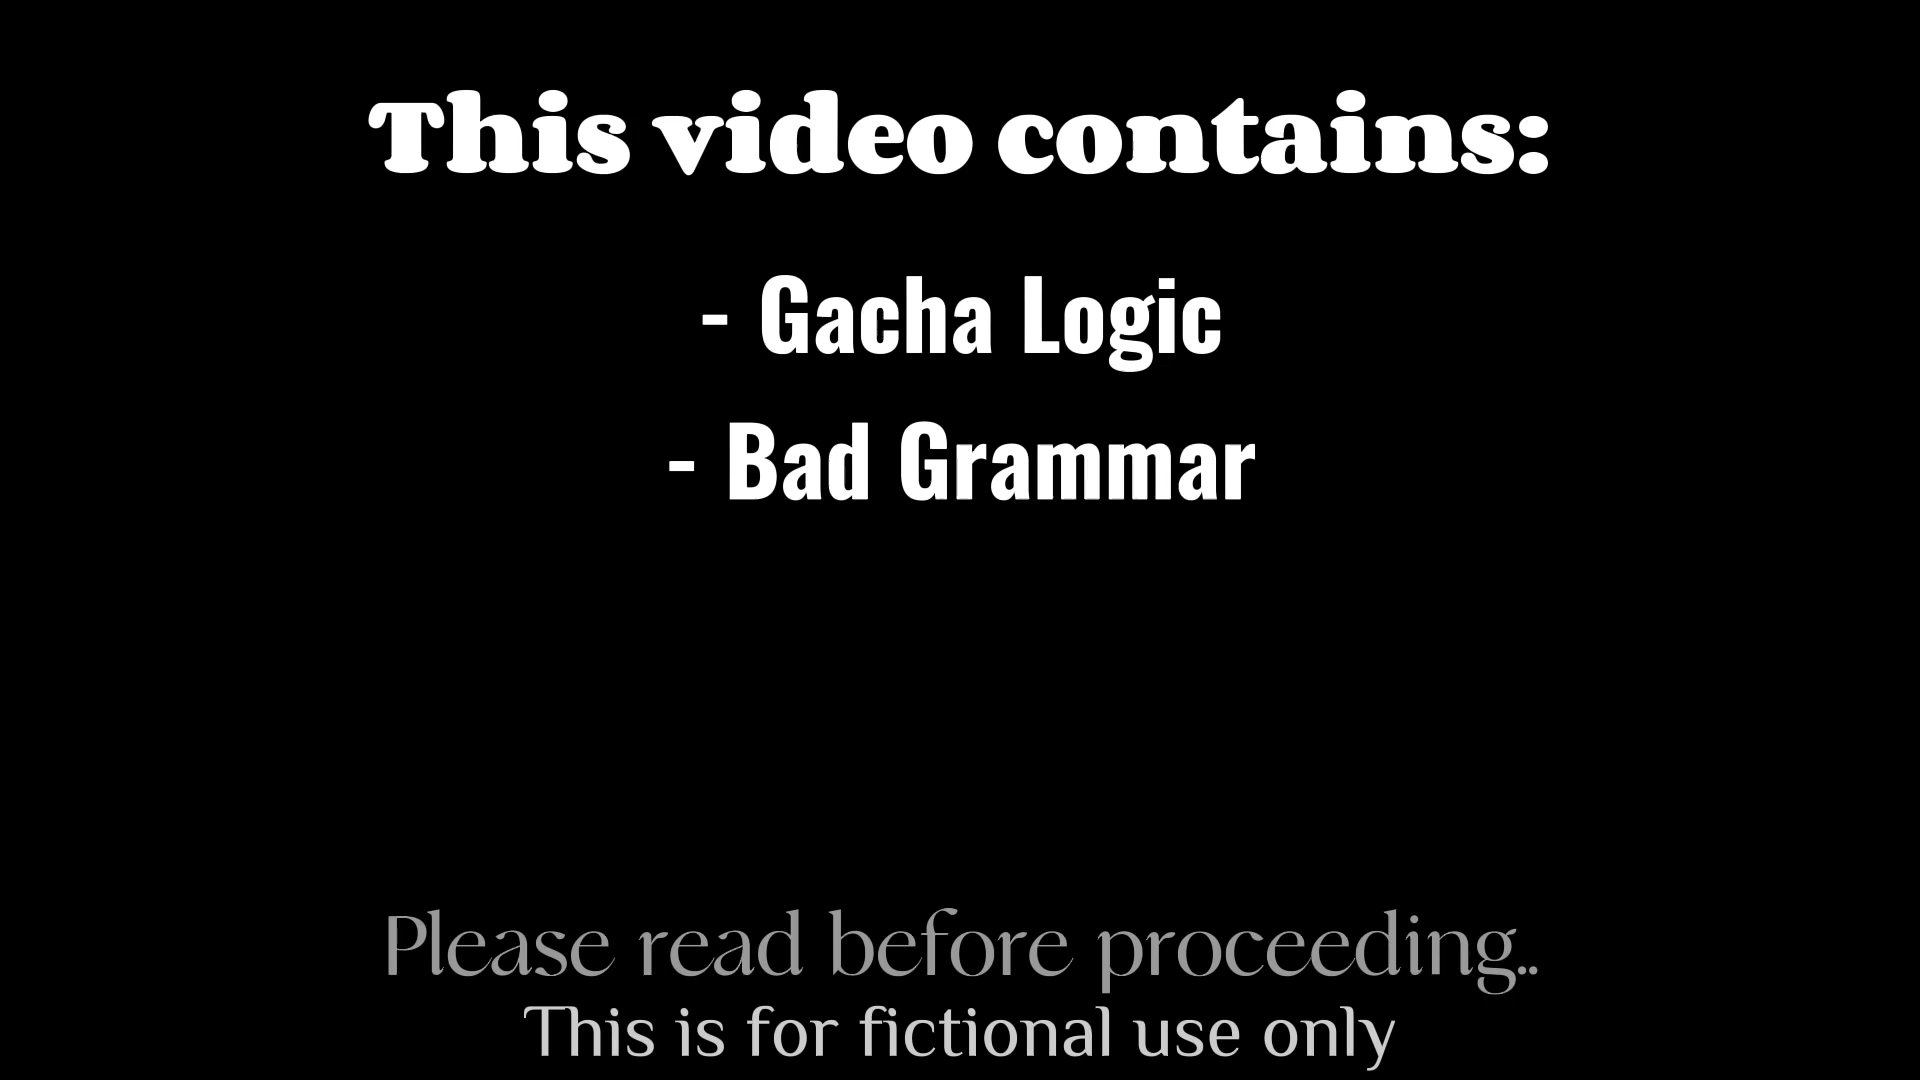 This video contains:
- Gacha Logic
- Bad Grammar
Please read before proceeding..
This is for fictional use only